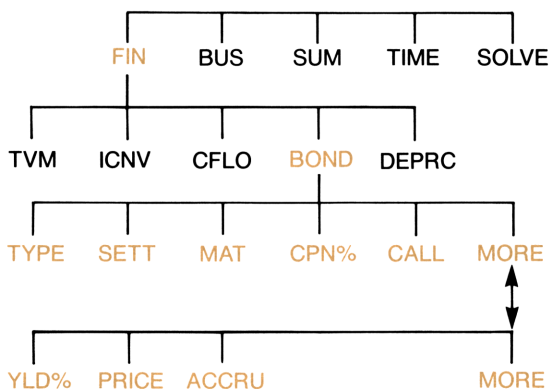 FIN BUS SUM TIME SOLVE
TVM ICNV CFLO BOND DEPRC
TYPE SETT MAT CPN% CALL MORE
YLD% PRICE ACCRU MORE